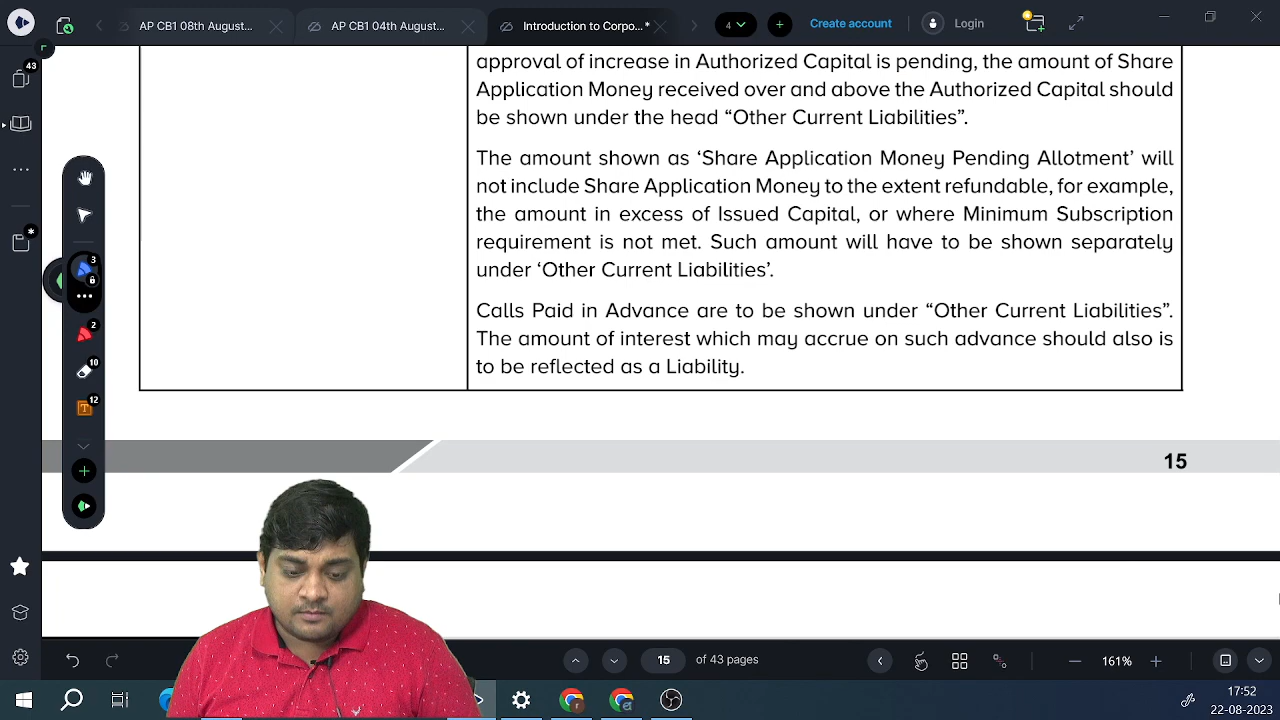 AP CB1 08th August...
AP CB1 04th August...
Introduction to Corpo...*
4
Create account
Login
43
approval of increase in Authorized Capital is pending, the amount of Share
Application Money received over and above the Authorized Capital should
be shown under the head “Other Current Liabilities”.
The amount shown as ‘Share Application Money Pending Allotment’ will
not include Share Application Money to the extent refundable, for example,
the amount in excess of Issued Capital, or where Minimum Subscription
requirement is not met. Such amount will have to be shown separately
under ‘Other Current Liabilities’.
Calls Paid in Advance are to be shown under “Other Current Liabilities”.
The amount of interest which may accrue on such advance should also is
to be reflected as a Liability.
3
2
10
12
T
15
15
of 43 pages
161%
17:52
22-08-2023